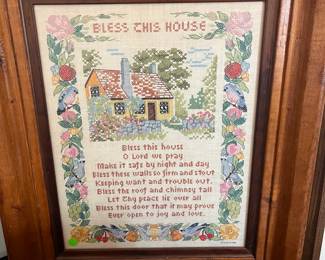 BLESS THIS HOUSE
Bless this house
O Lord we pray
Make it safe by night and day
Bless these walls so firm and stout
Keeping want and trouble out.
Bless the roof and chimney tall
Let Thy peace lie over all
Bless this door that it may prove
Ever open to joy and love.